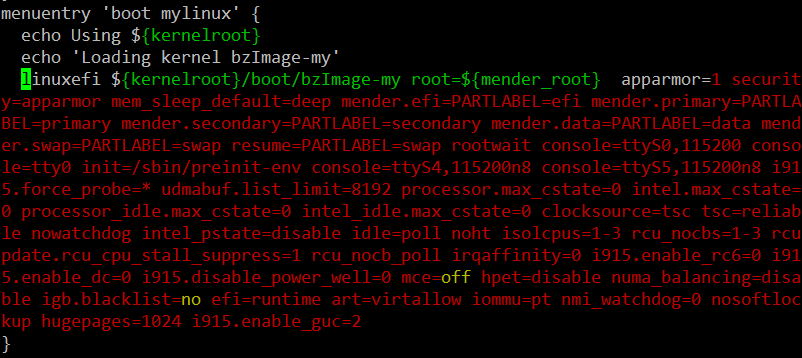 menuentry 'boot mylinux' {
  echo Using ${kernelroot}
  echo 'Loading kernel bzImage-my'
  linuxefi ${kernelroot}/boot/bzImage-my root=${mender_root}  apparmor=1 securit
y=apparmor mem_sleep_default=deep mender.efi=PARTLABEL=efi mender.primary=PARTLA
BEL=primary mender.secondary=PARTLABEL=secondary mender.data=PARTLABEL=data mend
er.swap=PARTLABEL=swap resume=PARTLABEL=swap rootwait console=ttyS0,115200 conso
le=tty0 init=/sbin/preinit-env console=ttyS4,115200n8 console=ttyS5,115200n8 i91
5.force_probe=* udmabuf.list_limit=8192 processor.max_cstate=0 intel.max_cstate=
0 processor_idle.max_cstate=0 intel_idle.max_cstate=0 clocksource=tsc tsc=reliab
le nowatchdog intel_pstate=disable idle=poll noht isolcpus=1-3 rcu_nocbs=1-3 rcu
pdate.rcu_cpu_stall_suppress=1 rcu_nocb_poll irqaffinity=0 i915.enable_rc6=0 i91
5.enable_dc=0 i915.disable_power_well=0 mce=off hpet=disable numa_balancing=disa
ble igb.blacklist=no efi=runtime art=virtallow iommu=pt nmi_watchdog=0 nosoftloc
kup hugepages=1024 i915.enable_guc=2
}